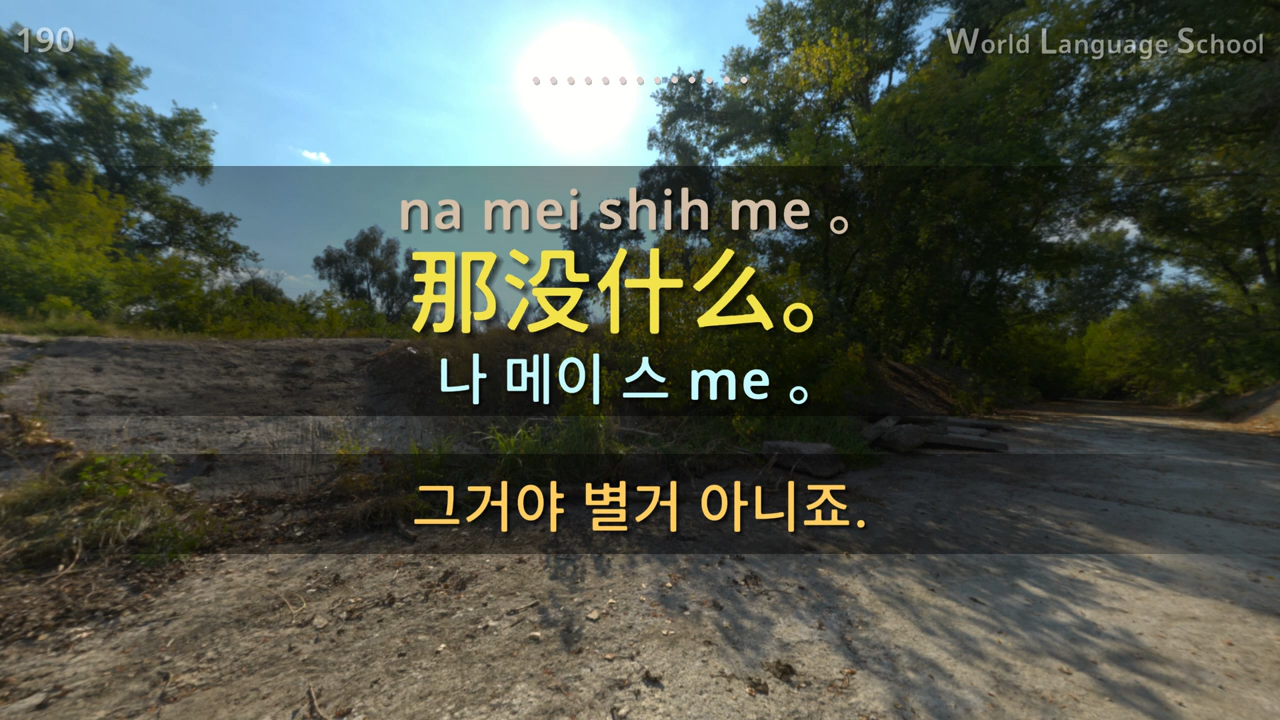 190
World Language School
na mei shih me 。
那没什么。
나 메이 스 me 。
그거야 별거 아니죠.